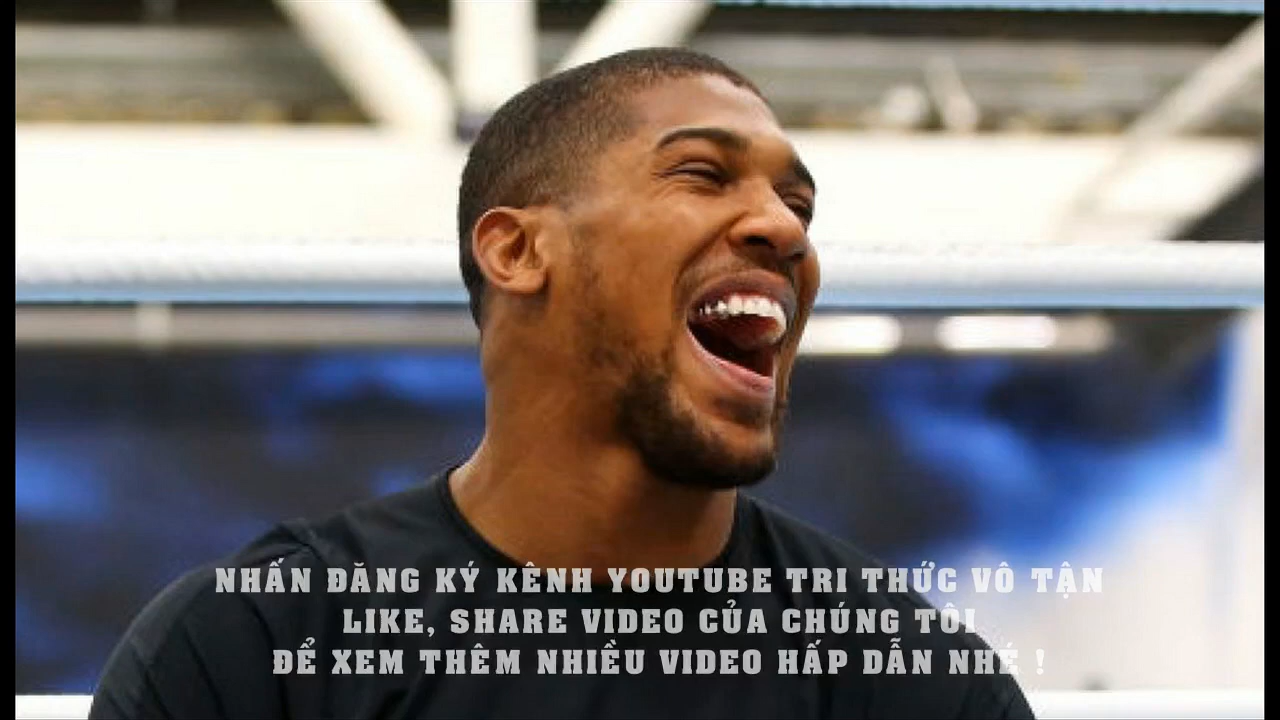 NHẤN ĐĂNG KÝ KÊNH YOUTUBE TRI THỨC VÔ TẬN
LIKE, SHARE VIDEO CỦA CHÚNG TÔI
ĐỂ XEM THÊM NHIỀU VIDEO HẤP DẪN NHÉ !